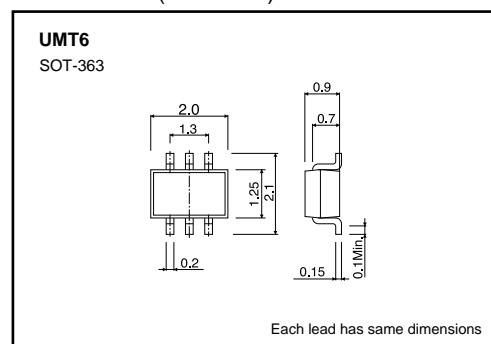 UMT6
SOT-363
2.0
1.3
1.25
2.1
0.2
0.9
0.7
0.15
0.1Min.
Each lead has same dimensions